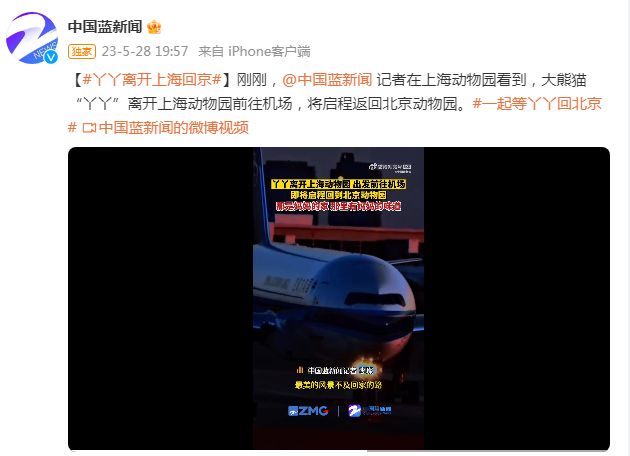 中国蓝新闻
独家 23-5-28 19:57 来自 iPhone客户端
【#丫丫离开上海回京#】刚刚，@中国蓝新闻 记者在上海动物园看到，大熊猫
“丫丫”离开上海动物园前往机场，将启程返回北京动物园。#一起等丫丫回北京
# 中国蓝新闻的微博视频
NEWS
丫丫离开上海动物园 出发前往机场
即将启程回到北京动物园
那是妈妈的家 那里有妈妈的味道
中国蓝新闻记者
最美的风景不及回家的路
ZMG